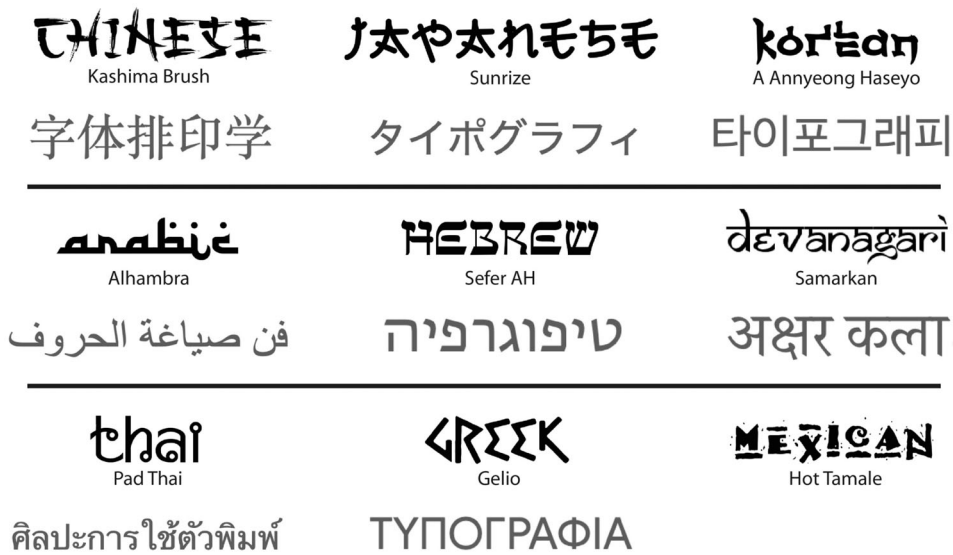 CHINESE
Kashima Brush
字体排印学
JAPANESE
Sunrize
タイポグラフィ
korean
A Annyeong Haseyo
타이포그래피
arabic
Alhambra
فن صياغة الحروف
HEBREW
Sefer AH
טיפוגרפיה
devanagari
Samarkan
अक्षर कला
thai
Pad Thai
ศิลปะการใช้ตัวพิมพ์
GREEK
Gelio
ΤΥΠΟΓΡΑΦΙΑ
MEXICAN
Hot Tamale